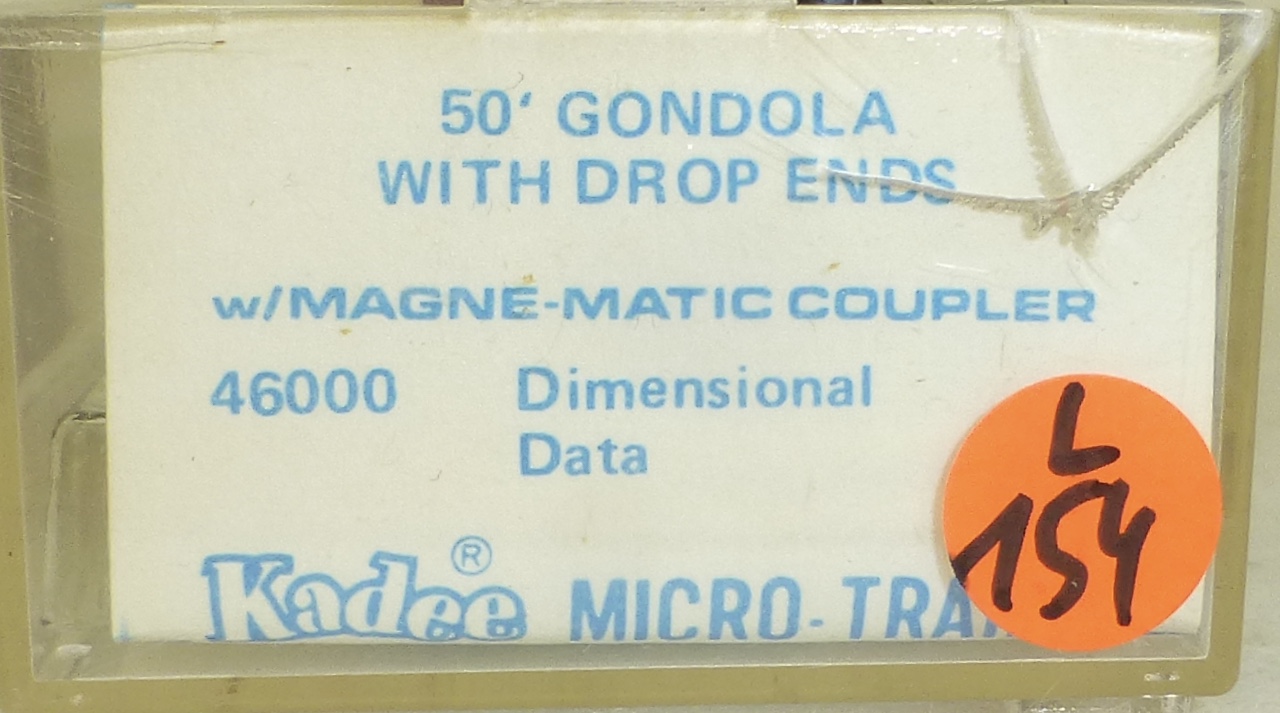 50' GONDOLA
WITH DROP ENDS
w/MAGNE-MATIC COUPLER
46000 Dimensional
Data
L
154
Kadee ® MICRO-TRA